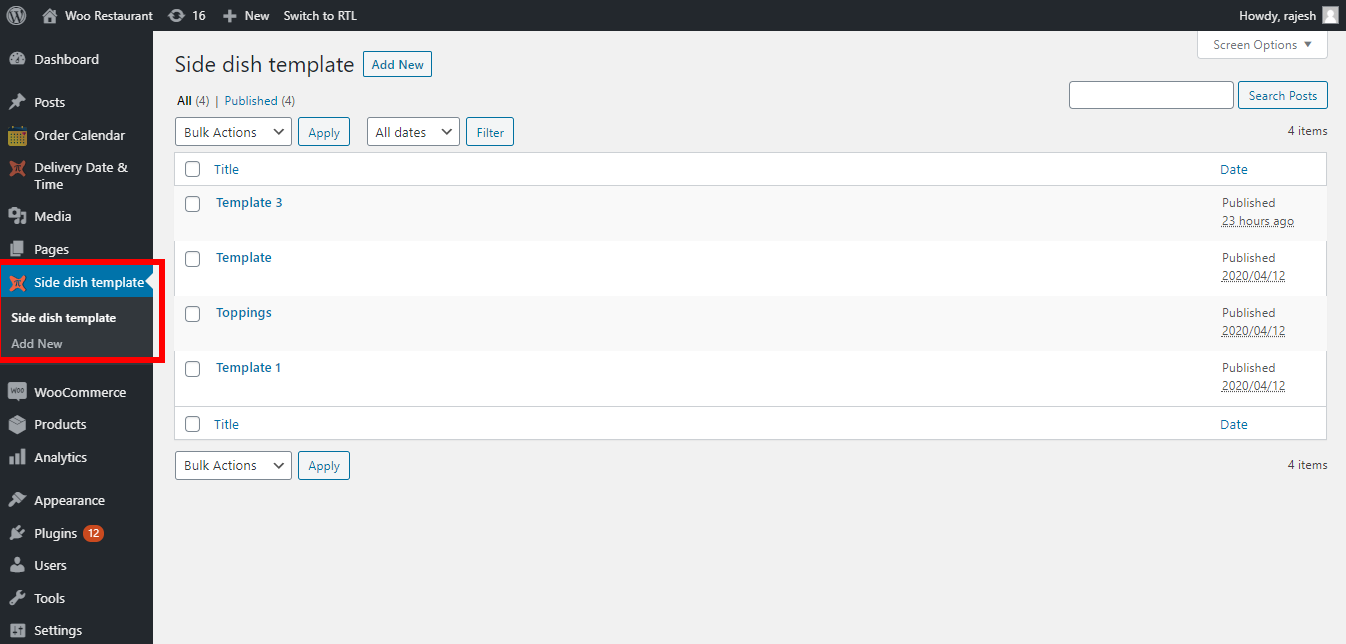 Woo Restaurant 16 New Switch to RTL Howdy, rajesh
Screen Options
Dashboard
Posts
Order Calendar
Delivery Date &
Time
Media
Pages
Side dish template
Side dish template
Add New
WOO WooCommerce
Products
Analytics
Appearance
Plugins 12
Users
Tools
Settings
Side dish template Add New
All (4) | Published (4)
Search Posts
Bulk Actions Apply All dates Filter 4 items
Title Date
Template 3 Published
23 hours ago
Template Published
2020/04/12
Toppings Published
2020/04/12
Template 1 Published
2020/04/12
Title Date
Bulk Actions Apply 4 items